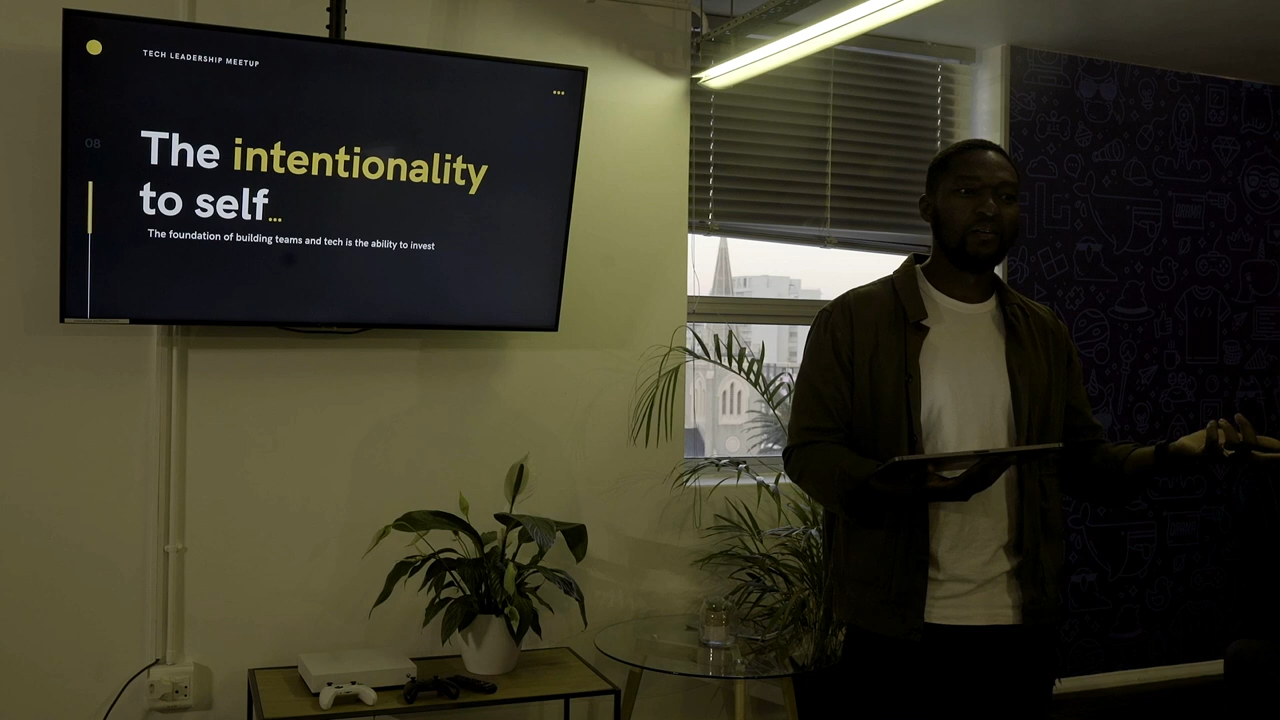 TECH LEADERSHIP MEETUP
08
The intentionality
to self...
The foundation of building teams and tech is the ability to invest